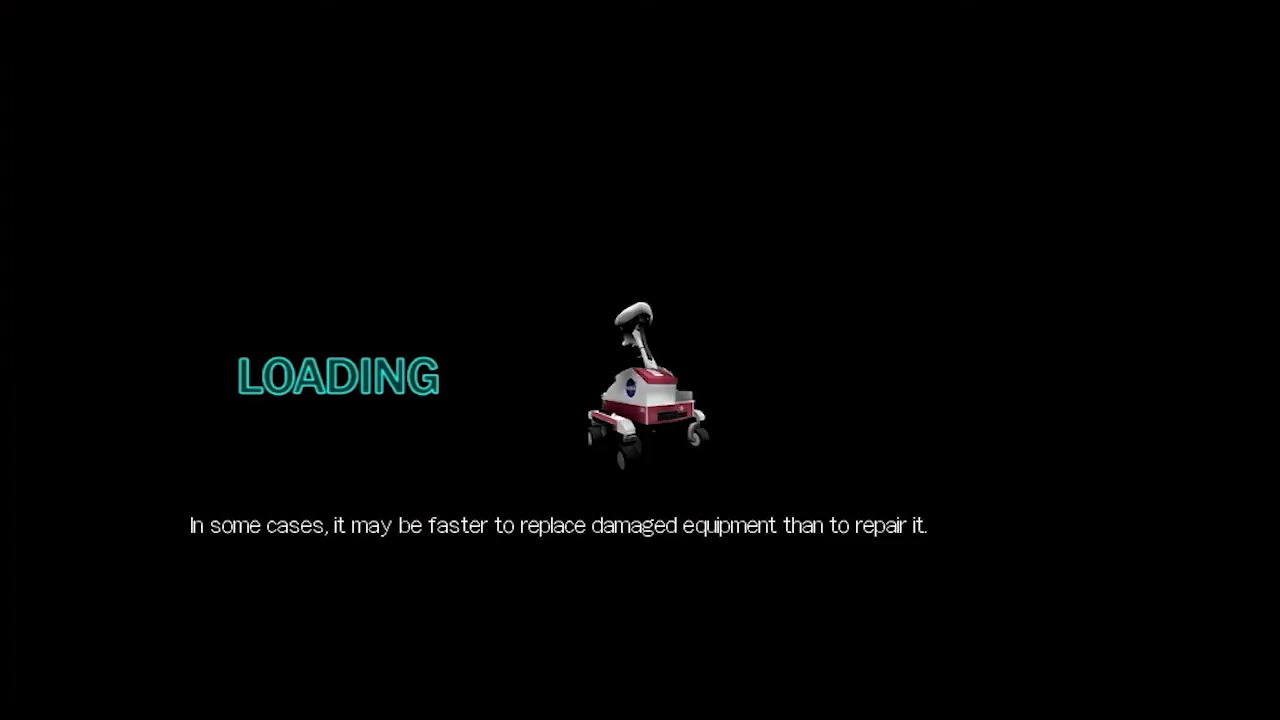 LOADING
In some cases, it may be faster to replace damaged equipment than to repair it.